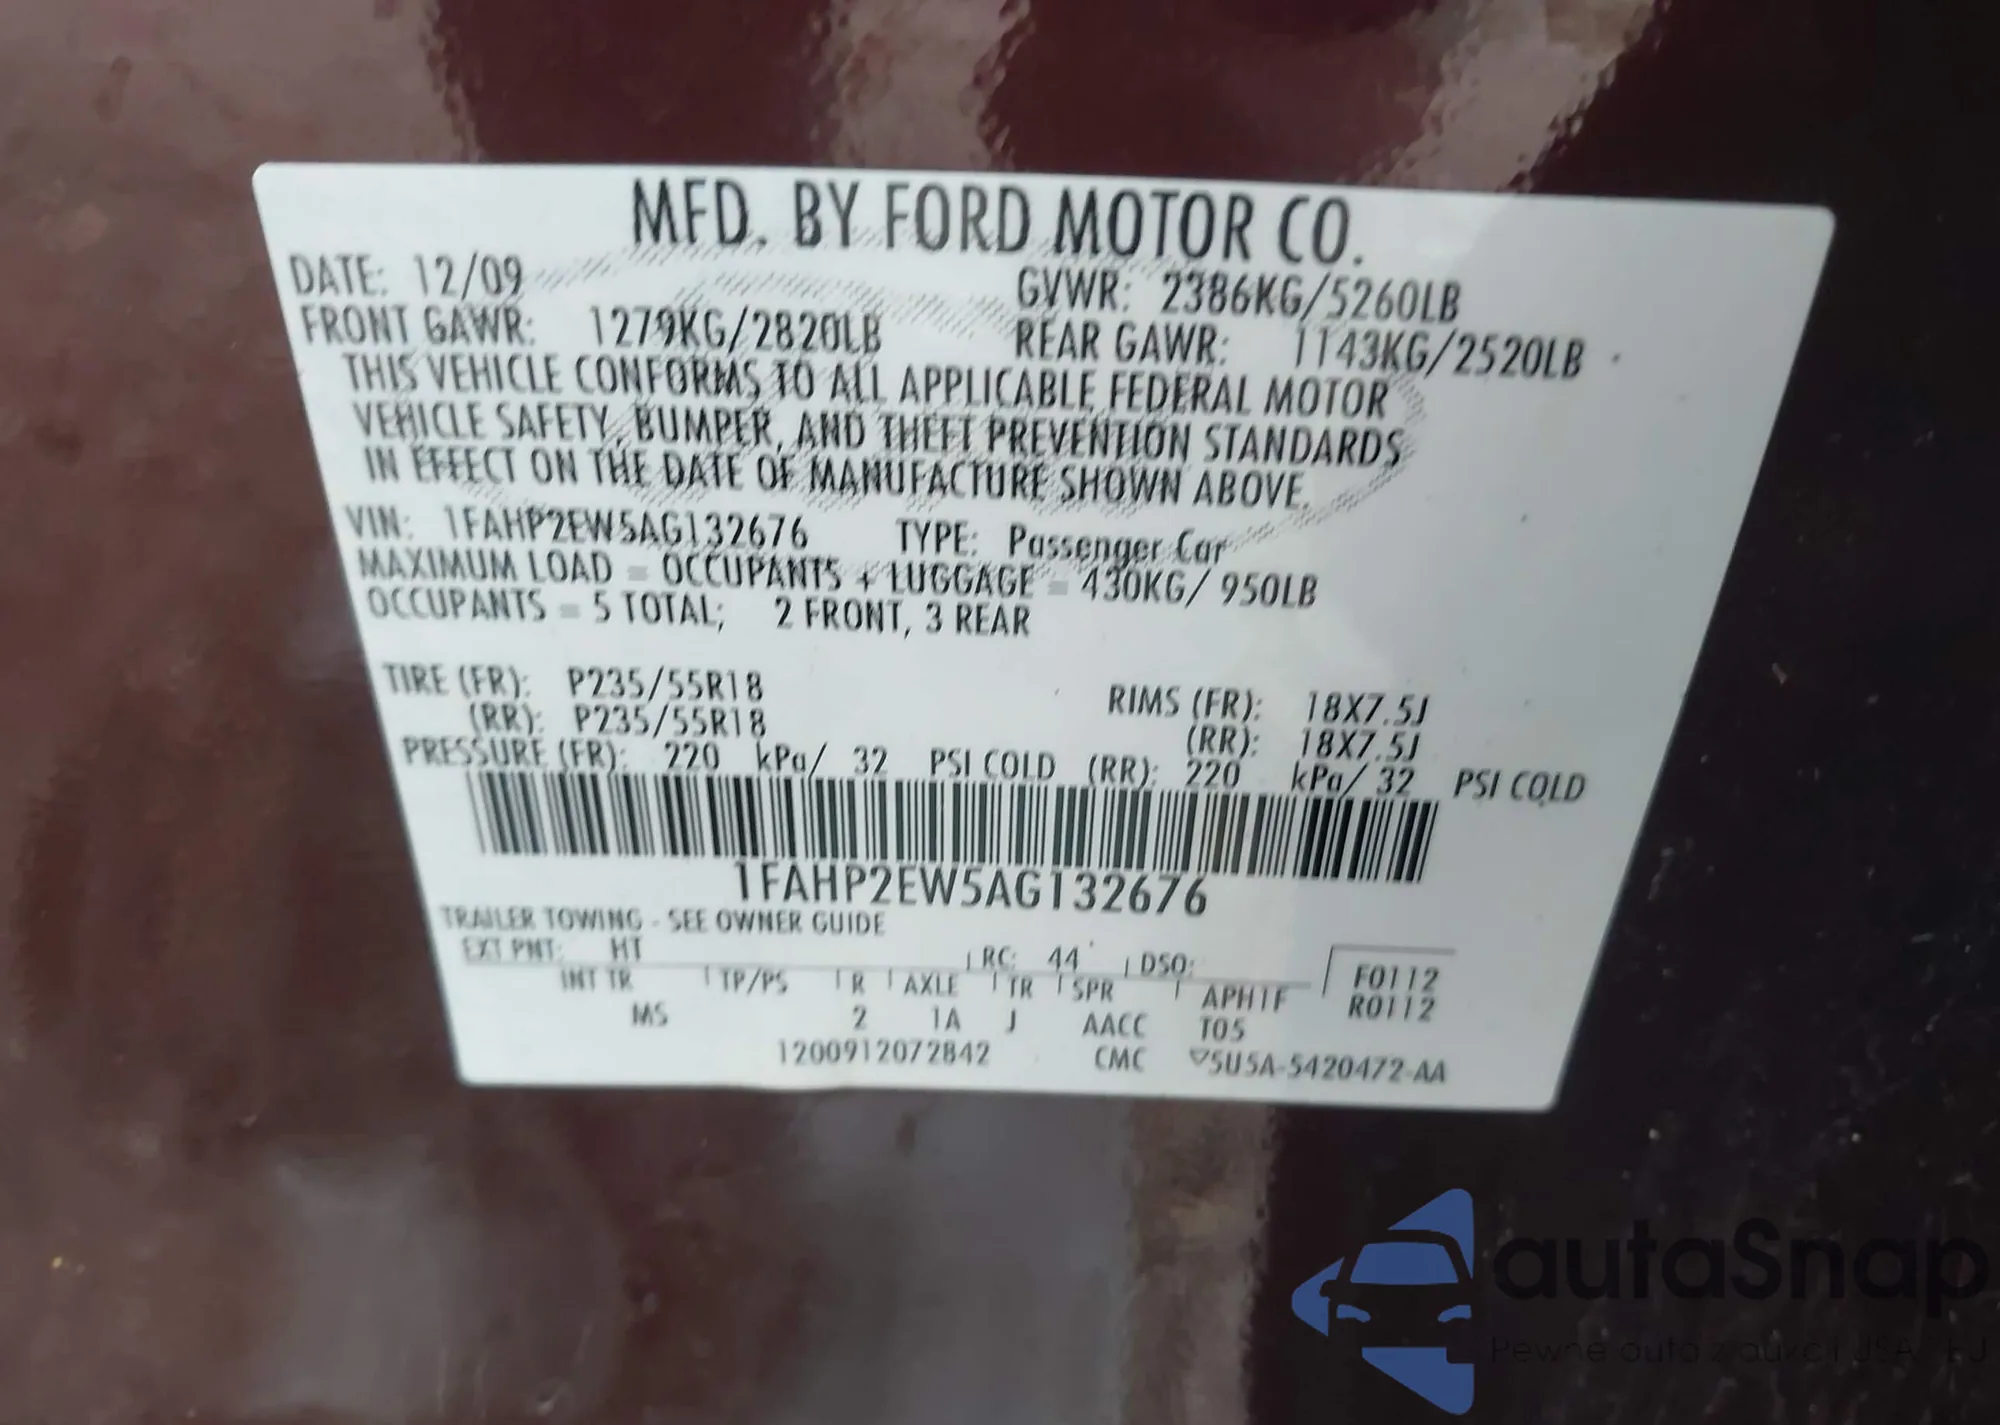 MFD. BY FORD MOTOR CO.
DATE: 12/09 GVWR: 2386KG/5260LB
FRONT GAWR: 1279KG/2820LB REAR GAWR: 1143KG/2520LB
THIS VEHICLE CONFORMS TO ALL APPLICABLE FEDERAL MOTOR
VEHICLE SAFETY, BUMPER, AND THEFT PREVENTION STANDARDS
IN EFFECT ON THE DATE OF MANUFACTURE SHOWN ABOVE.
VIN: 1FAHP2EW5AG132676 TYPE: Passenger Car
MAXIMUM LOAD = OCCUPANTS + LUGGAGE = 430KG/ 950LB
OCCUPANTS = 5 TOTAL; 2 FRONT, 3 REAR
TIRE (FR): P235/55R18 RIMS (FR): 18X7.5J
(RR): P235/55R18 (RR): 18X7.5J
PRESSURE (FR): 220 kPa/ 32 PSI COLD (RR): 220 kPa/ 32 PSI COLD
1FAHP2EW5AG132676
TRAILER TOWING - SEE OWNER GUIDE
EXT PNT: HT RC: 44 DSO: F0112
INT TR TP/PS R AXLE TR SPR APH1F R0112
MS 2 1A J AACC T05
1200912072842 CMC ▽5U5A-5420472-AA
autaSnap
Pewne auta z aukcji USA